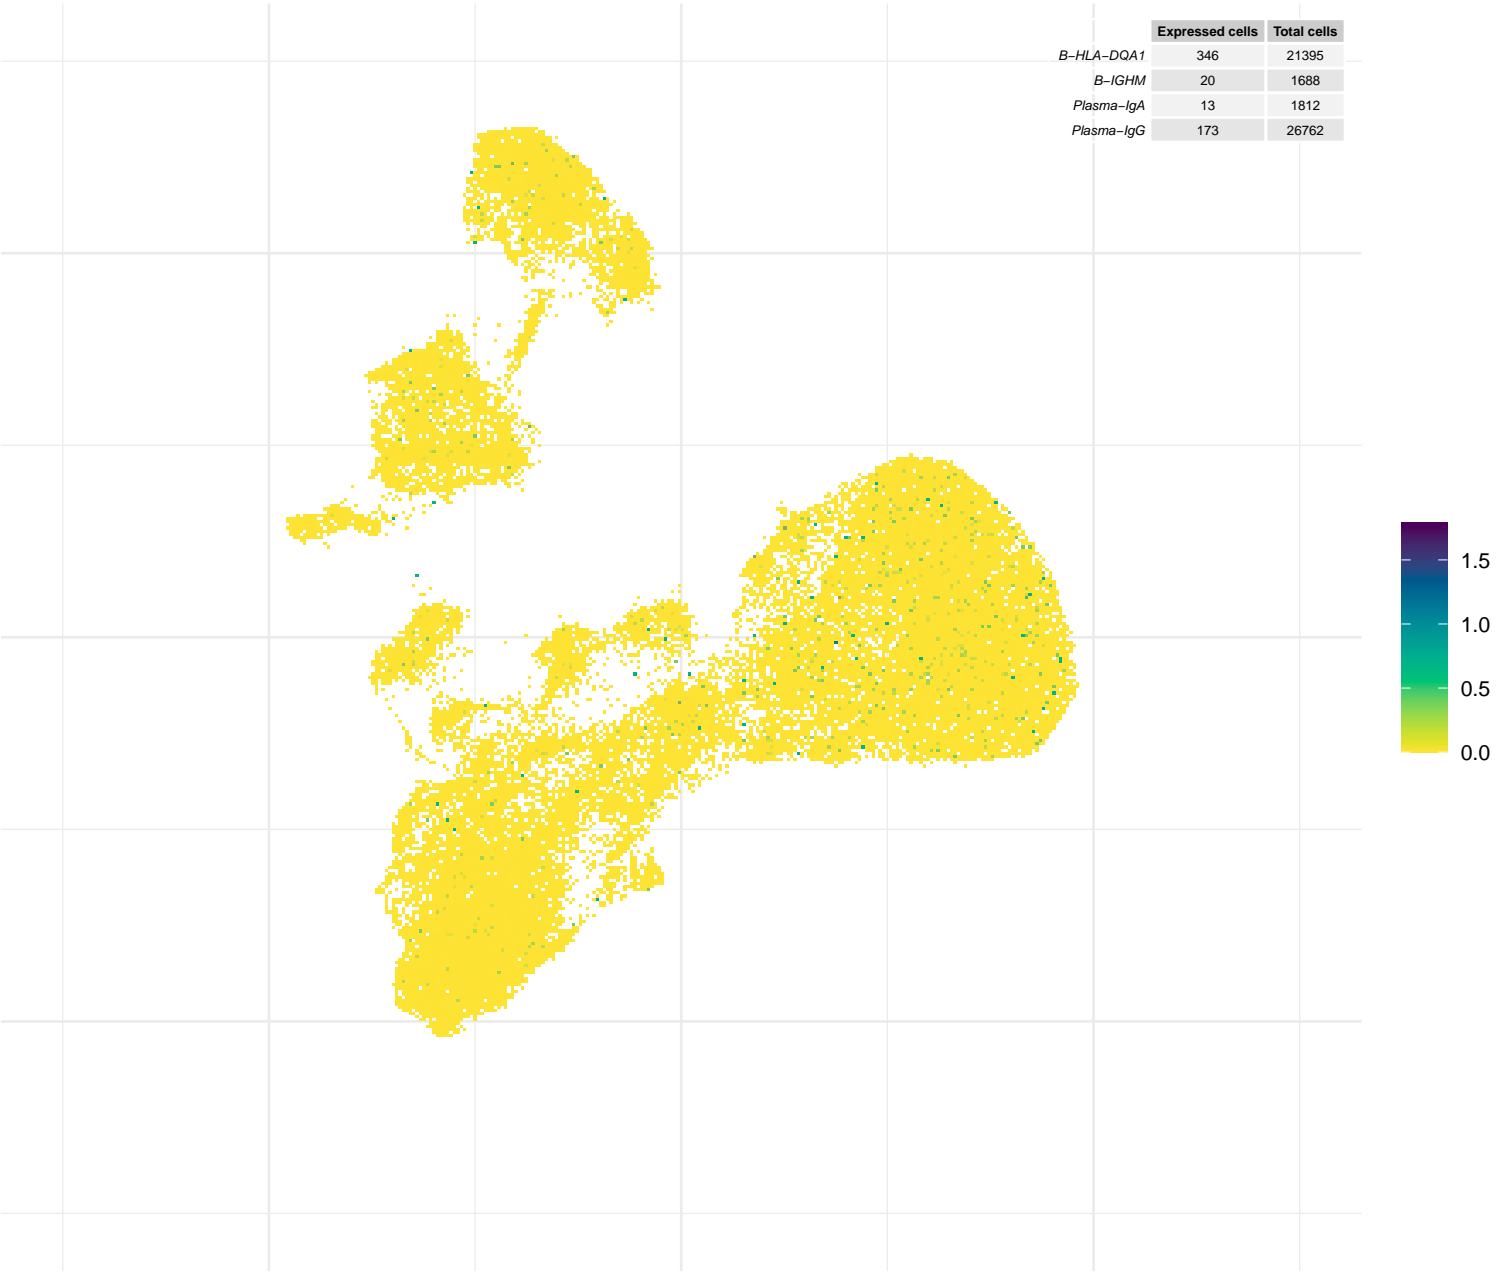 Expressed cells Total cells
B−HLA−DQA1 346 21395
B−IGHM 20 1688
Plasma−IgA 13 1812
Plasma−IgG 173 26762
1.5
1.0
0.5
0.0